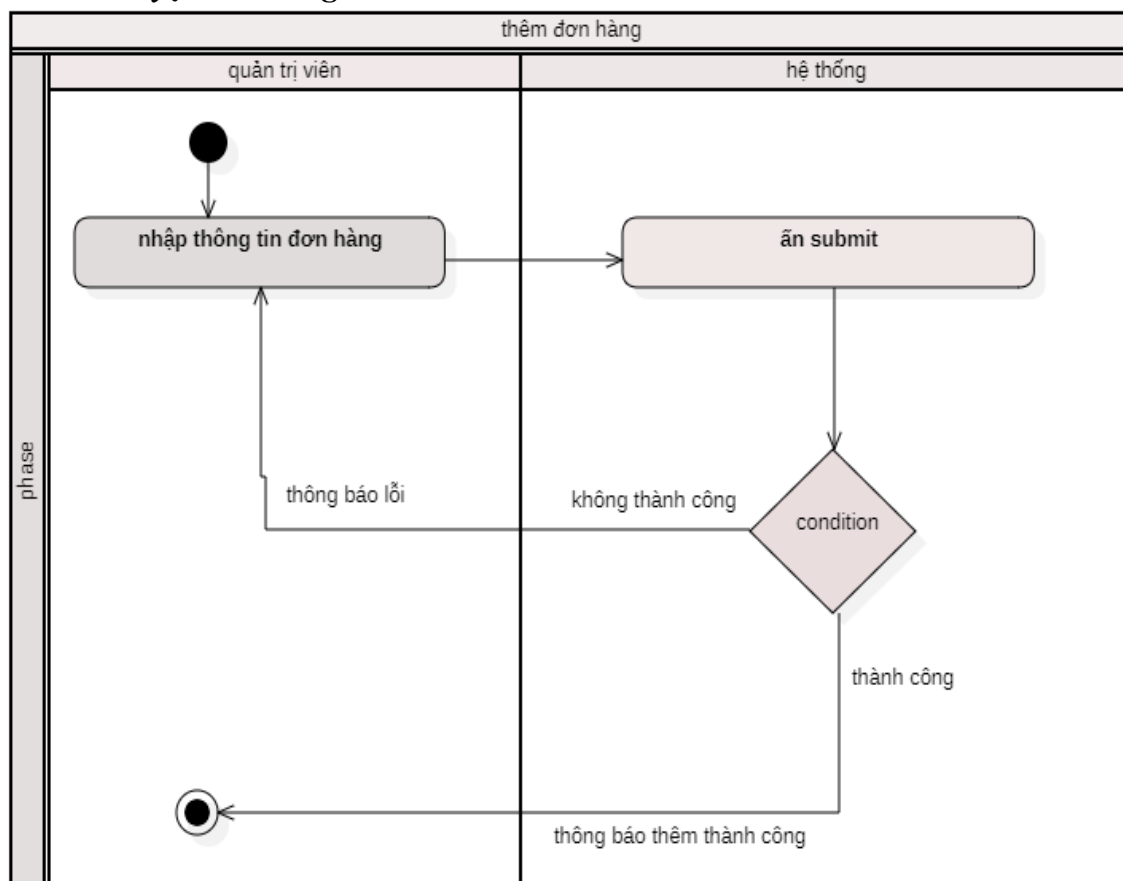 thêm đơn hàng
quản trị viên
hệ thống
nhập thông tin đơn hàng
ấn submit
phase
thông báo lỗi
không thành công
condition
thành công
thông báo thêm thành công